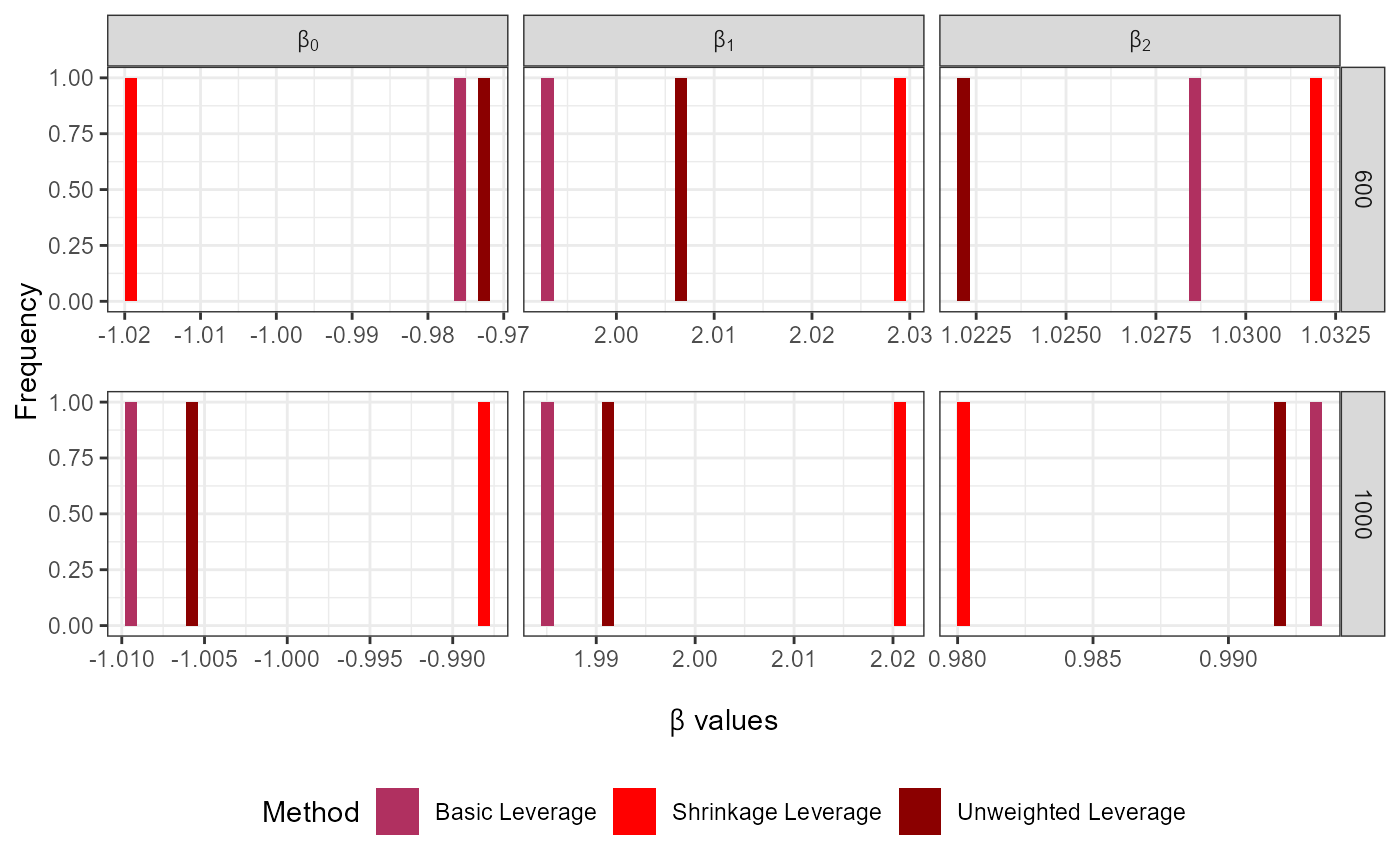 β₀ β₁ β₂
1.00
0.75
0.50
0.25
0.00
600
-1.02 -1.01 -1.00 -0.99 -0.98 -0.97 2.00 2.01 2.02 2.03 1.0225 1.0250 1.0275 1.0300 1.0325
Frequency
1.00
0.75
0.50
0.25
0.00
1000
-1.010 -1.005 -1.000 -0.995 -0.990 1.99 2.00 2.01 2.02 0.980 0.985 0.990
β values
Method Basic Leverage Shrinkage Leverage Unweighted Leverage